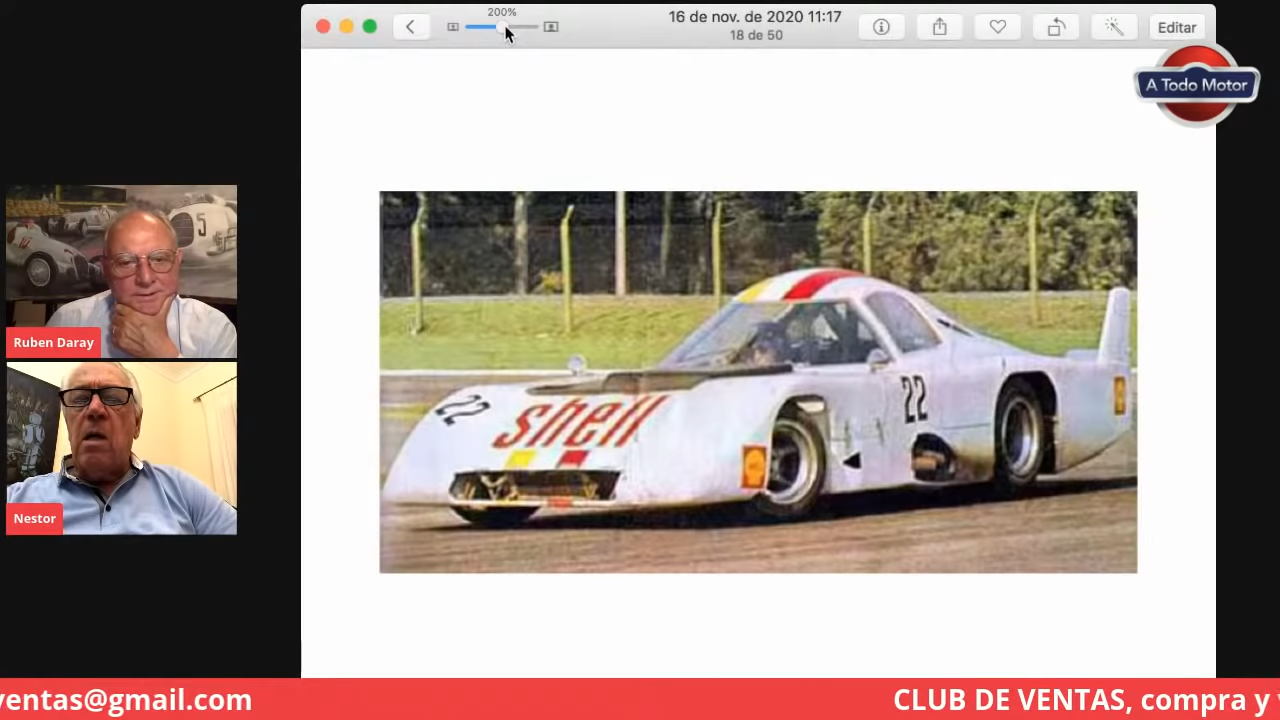 200%
16 de nov. de 2020 11:17
18 de 50
Editar
A Todo Motor
5
Ruben Daray
Nestor
22
shell
22
ventas@gmail.com
CLUB DE VENTAS, compra y